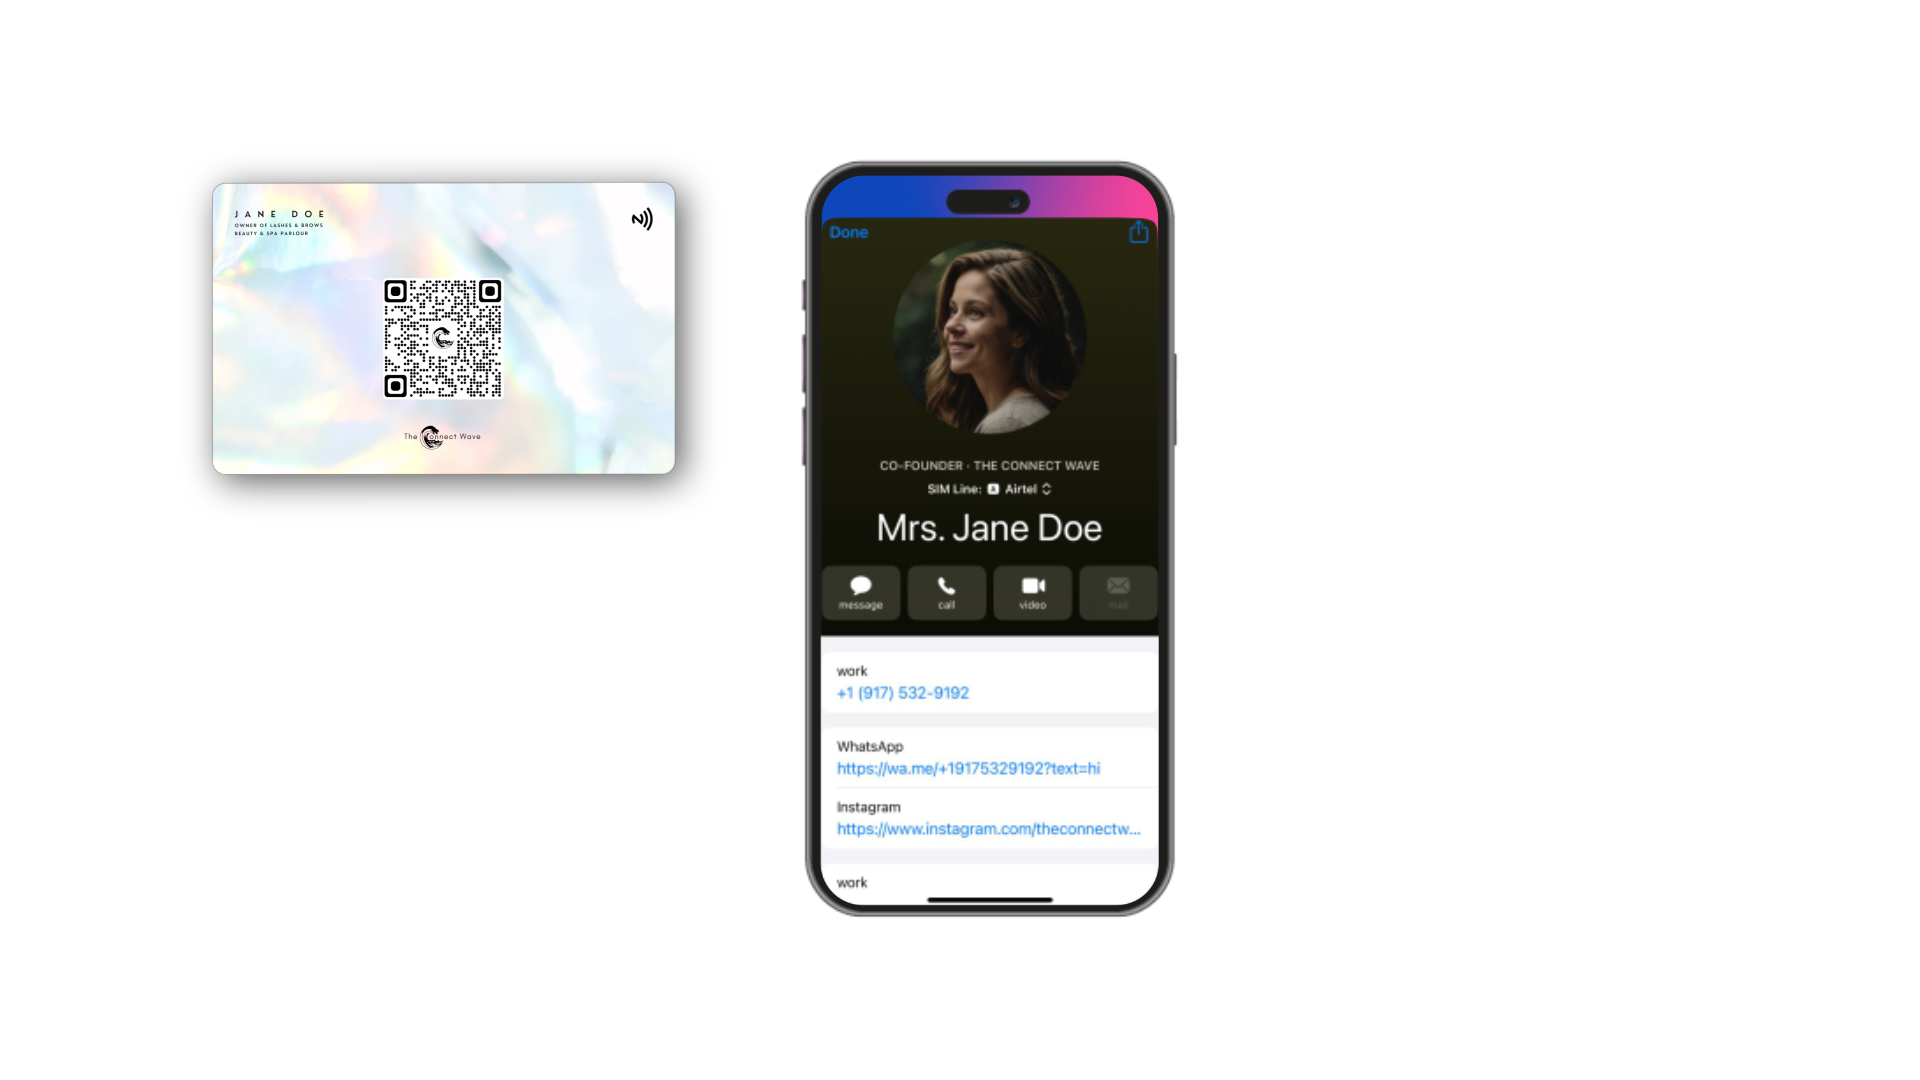 JANE DOE
OWNER OF LASHES & BROWS
BEAUTY & SPA PARLOUR
The Connect Wave
Done
CO-FOUNDER - THE CONNECT WAVE
SIM Line: A Airtel
Mrs. Jane Doe
message
call
video
mail
work
+1 (917) 532-9192
WhatsApp
https://wa.me/+19175329192?text=hi
Instagram
https://www.instagram.com/theconnectw...
work